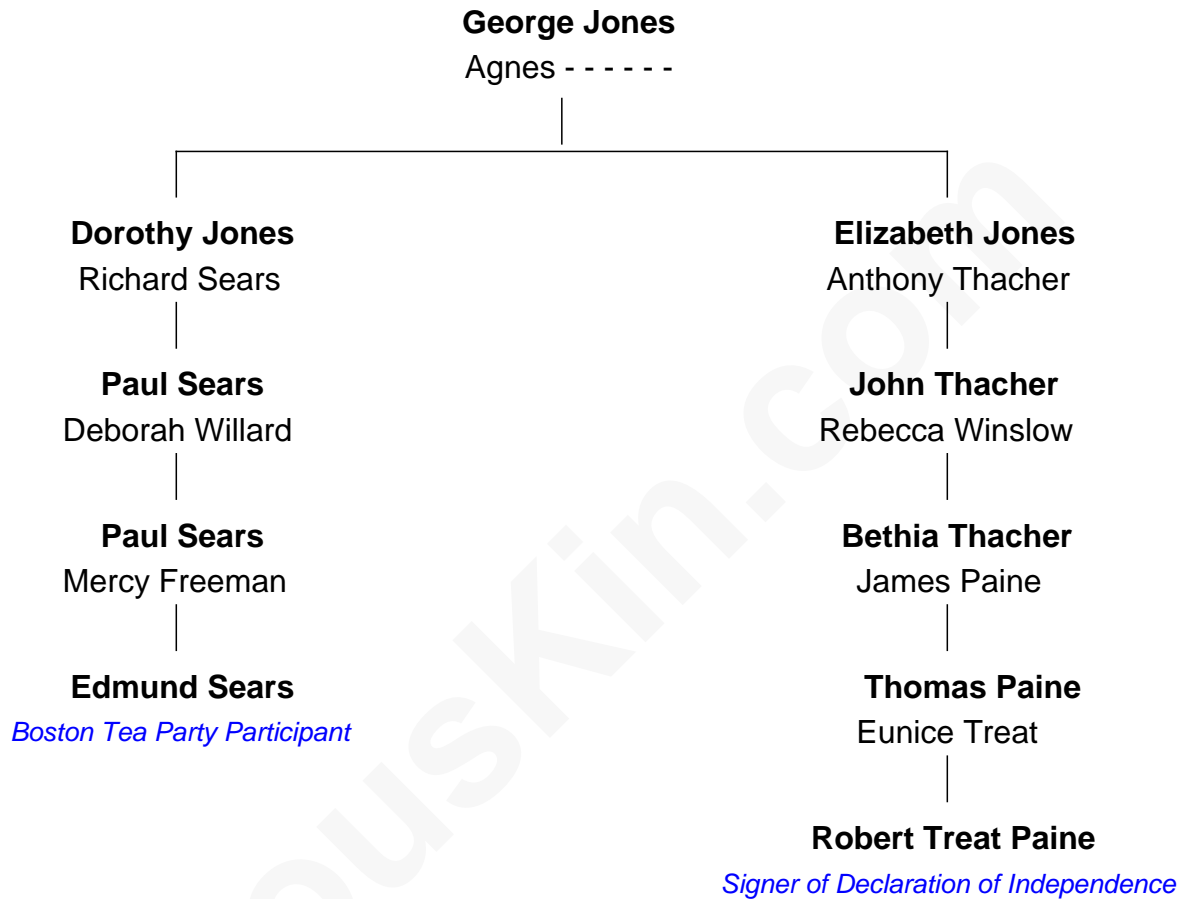 George Jones
Agnes - - - - - -
Dorothy Jones
Richard Sears
Elizabeth Jones
Anthony Thacher
Paul Sears
Deborah Willard
John Thacher
Rebecca Winslow
Paul Sears
Mercy Freeman
Bethia Thacher
James Paine
Edmund Sears
Boston Tea Party Participant
Thomas Paine
Eunice Treat
Robert Treat Paine
Signer of Declaration of Independence
ouskin.com